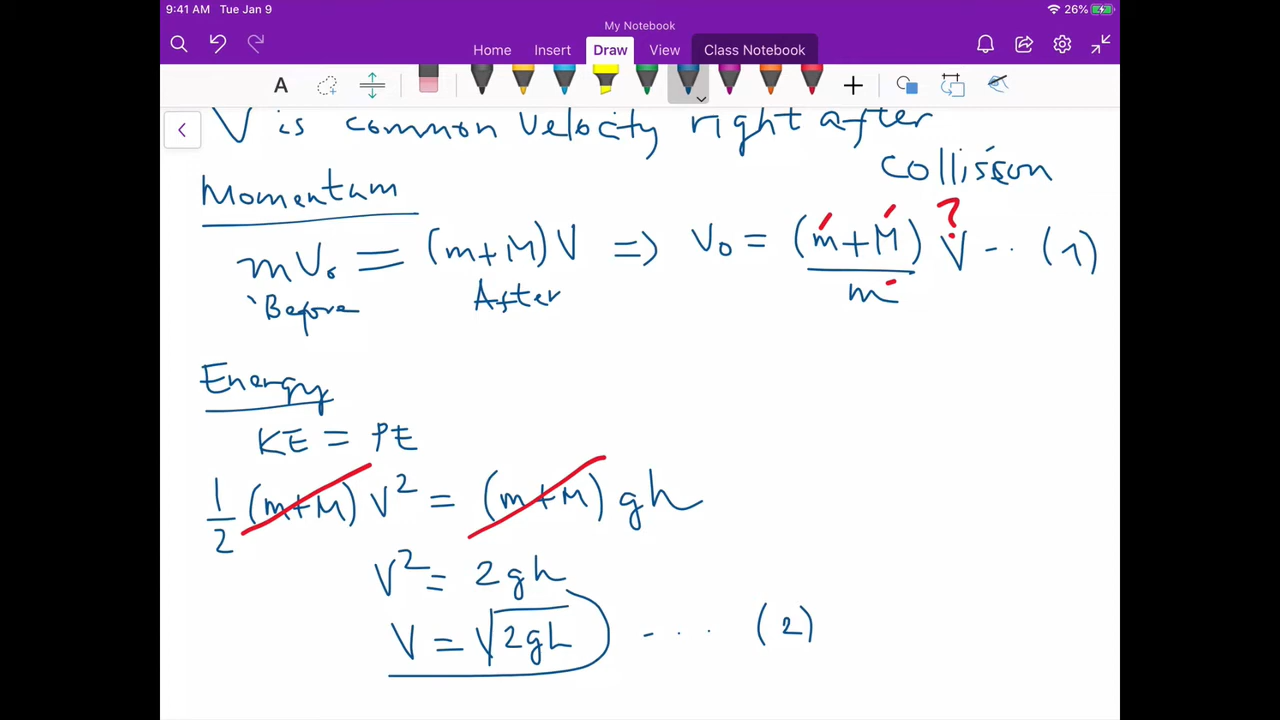 9:41 AM Tue Jan 9
26%
My Notebook
Home Insert Draw View Class Notebook
A
V is common velocity right after
collison
Momentum
mV₀ = (m+M)V => V₀ = (m+M)/m V -·· (1)
?
Before After
Energy
KE = PE
1/2 (m+M) V² = (m+M) gh
V² = 2gh
V = √2gh -··· (2)